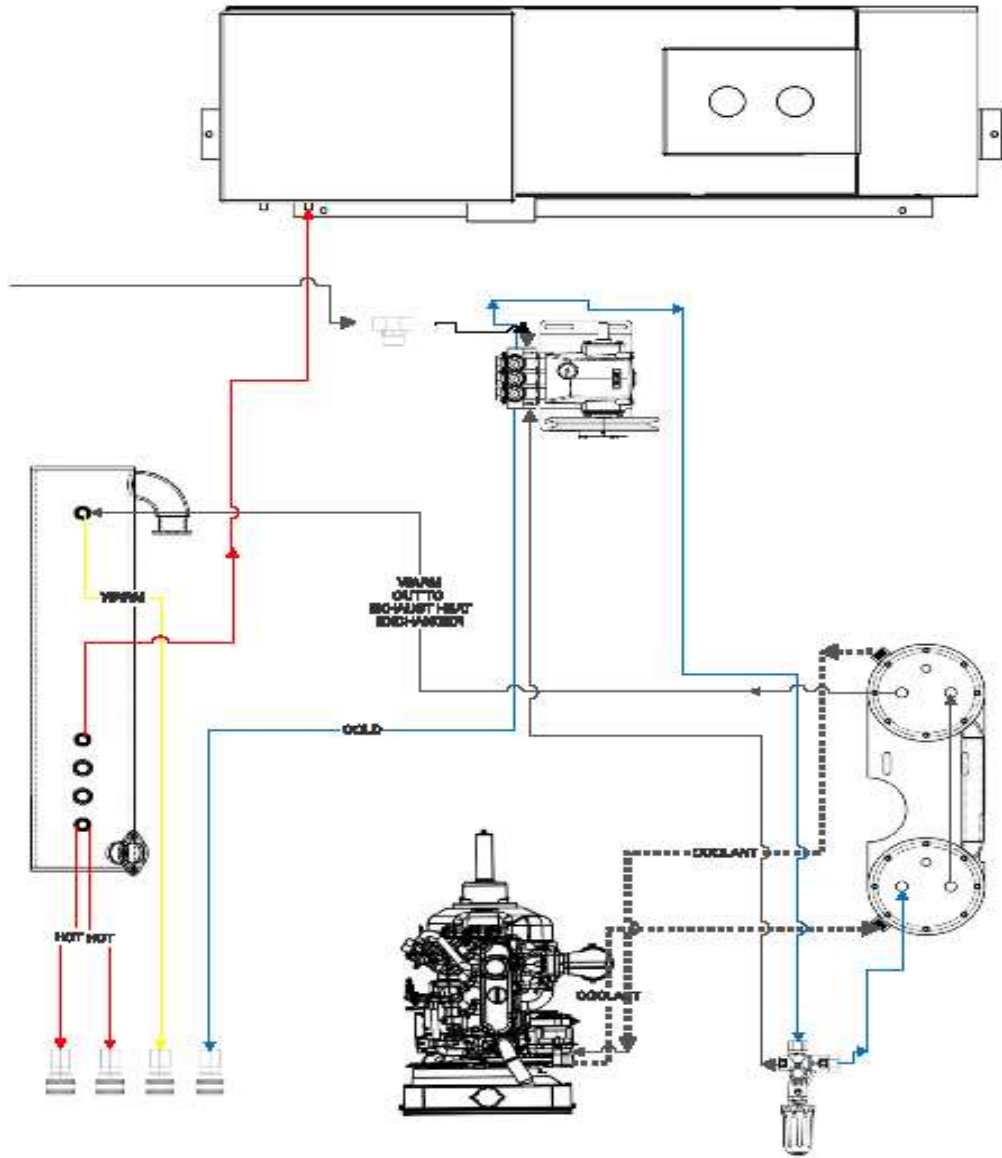 WARM
OUT TO
EXHAUST HEAT
EXCHANGER
WARM
COLD
COOLANT
HOT HOT
COOLANT